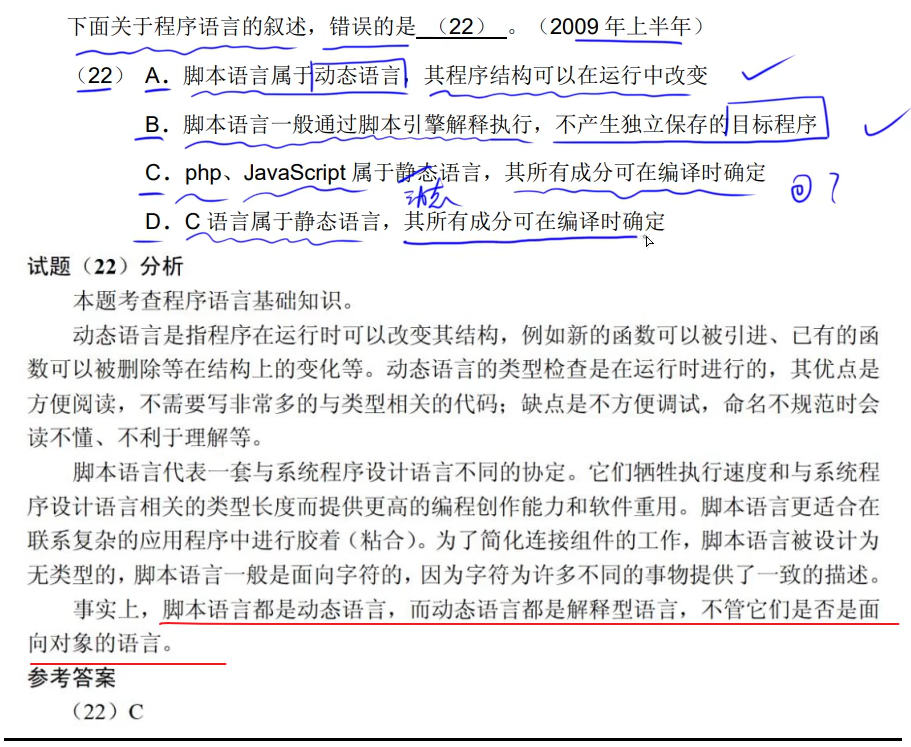 下面关于程序语言的叙述，错误的是 （22） 。（2009 年上半年）
（22） A．脚本语言属于动态语言，其程序结构可以在运行中改变
B．脚本语言一般通过脚本引擎解释执行，不产生独立保存的目标程序
C．php、JavaScript 属于静态语言，其所有成分可在编译时确定
动态
D．C 语言属于静态语言，其所有成分可在编译时确定
试题（22）分析
本题考查程序语言基础知识。
动态语言是指程序在运行时可以改变其结构，例如新的函数可以被引进、已有的函
数可以被删除等在结构上的变化等。动态语言的类型检查是在运行时进行的，其优点是
方便阅读，不需要写非常多的与类型相关的代码；缺点是不方便调试，命名不规范时会
读不懂、不利于理解等。
脚本语言代表一套与系统程序设计语言不同的协定。它们牺牲执行速度和与系统程
序设计语言相关的类型长度而提供更高的编程创作能力和软件重用。脚本语言更适合在
联系复杂的应用程序中进行胶着（粘合）。为了简化连接组件的工作，脚本语言被设计为
无类型的，脚本语言一般是面向字符的，因为字符为许多不同的事物提供了一致的描述。
事实上，脚本语言都是动态语言，而动态语言都是解释型语言，不管它们是否是面
向对象的语言。
参考答案
（22）C